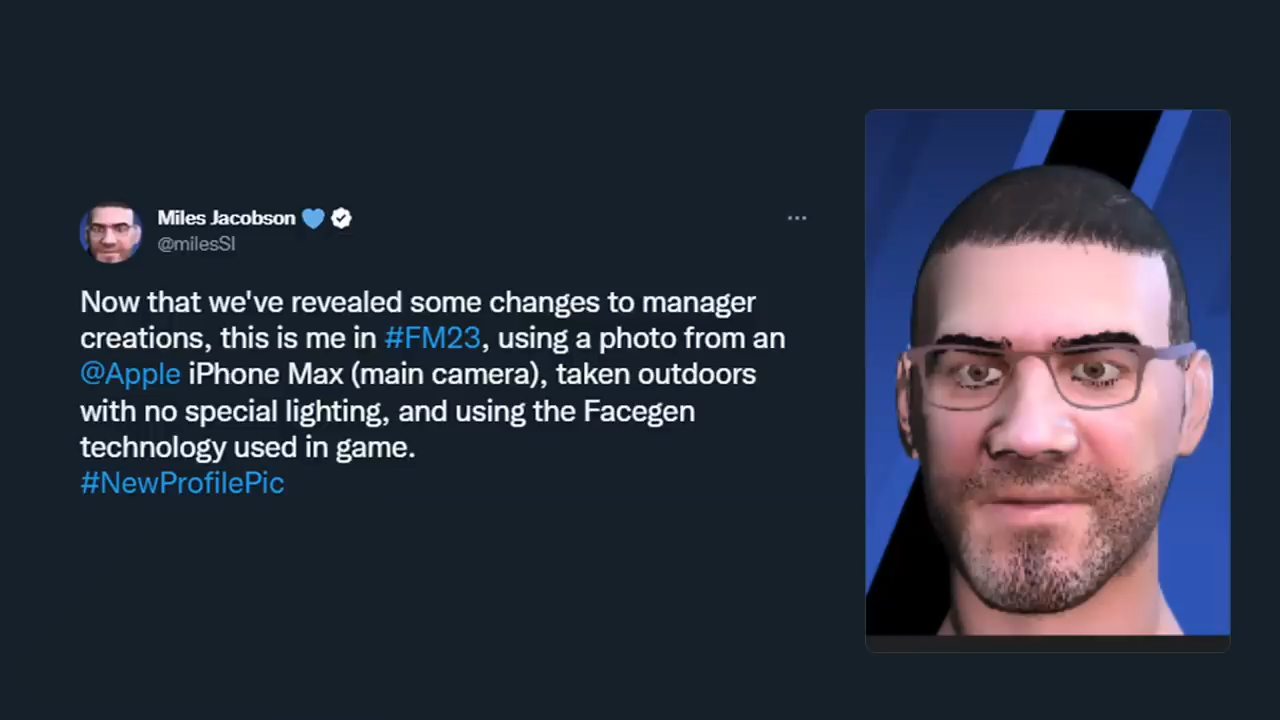 Miles Jacobson
@milesSI
Now that we've revealed some changes to manager
creations, this is me in #FM23, using a photo from an
@Apple iPhone Max (main camera), taken outdoors
with no special lighting, and using the Facegen
technology used in game.
#NewProfilePic